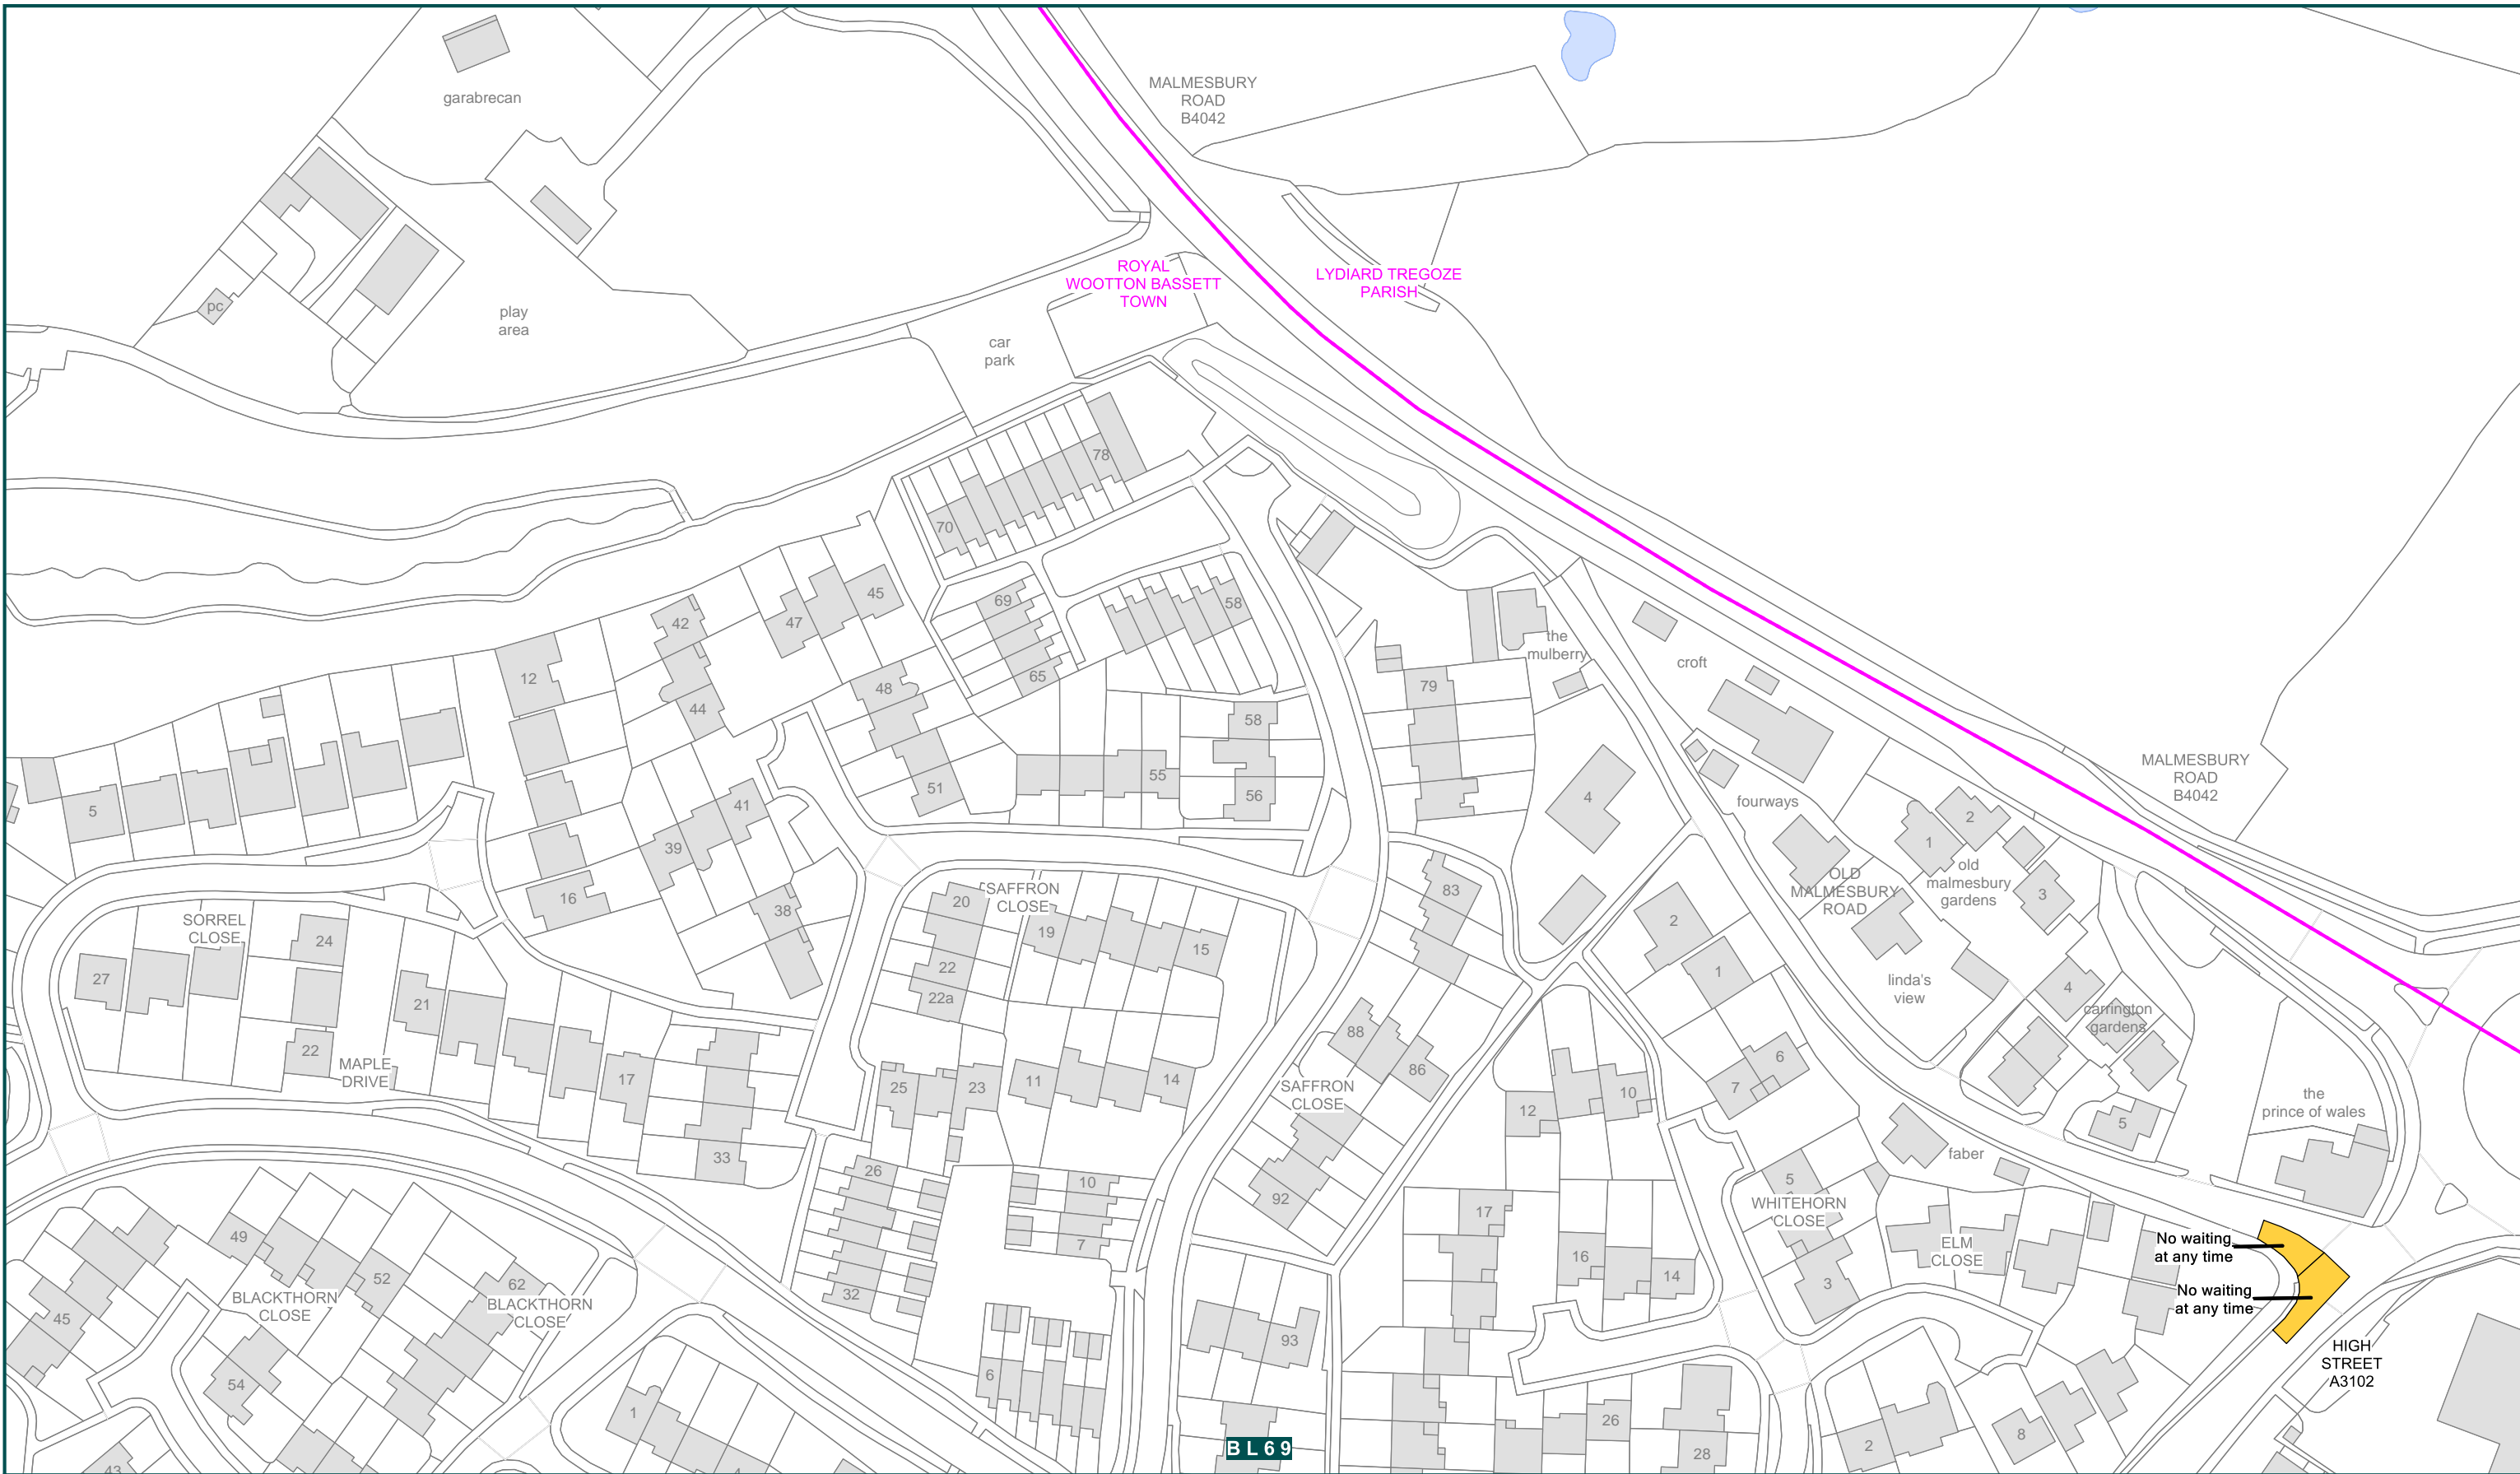 MALMESBURY
ROAD
B4042
garabrecan
ROYAL
WOOTTON BASSETT
TOWN
LYDIARD TREGOZE
PARISH
pc
play
area
car
park
78
70
45
47
42
69
58
65
48
44
12
the
mulberry
croft
79
58
56
55
51
41
39
5
16
38
4
fourways
MALMESBURY
ROAD
B4042
1
2
old
malmesbury
gardens
3
OLD
MALMESBURY
ROAD
83
SAFFRON
CLOSE
20
19
15
22
22a
SORREL
CLOSE
24
27
21
22
MAPLE
DRIVE
17
33
2
1
linda's
view
4
carrington
gardens
88
86
SAFFRON
CLOSE
25
23
11
14
12
10
7
6
5
the
prince of wales
faber
26
10
7
32
92
17
16
14
5
WHITEHORN
CLOSE
3
ELM
CLOSE
No waiting
at any time
No waiting
at any time
HIGH
STREET
A3102
49
52
62
BLACKTHORN
CLOSE
BLACKTHORN
CLOSE
45
54
43
1
4
6
93
26
28
2
8
BL69